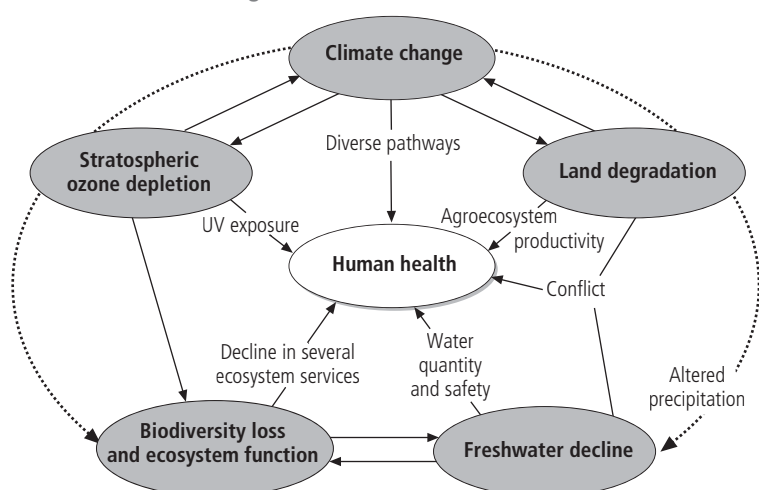 Climate change
Diverse pathways
Stratospheric
ozone depletion
Land degradation
UV exposure
Agroecosystem
productivity
Human health
Conflict
Decline in several
ecosystem services
Water
quantity
and safety
Altered
precipitation
Biodiversity loss
and ecosystem function
Freshwater decline